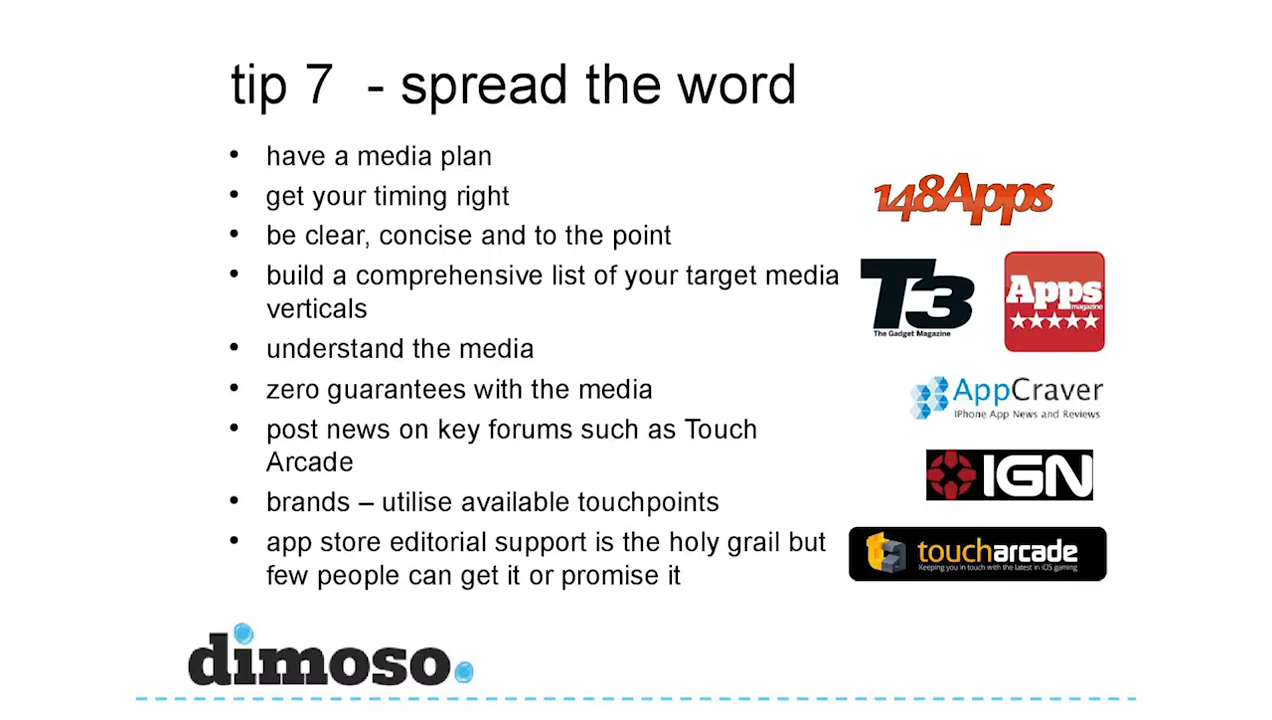 tip 7 - spread the word
• have a media plan
• get your timing right
• be clear, concise and to the point
• build a comprehensive list of your target media
verticals
• understand the media
• zero guarantees with the media
• post news on key forums such as Touch
Arcade
• brands – utilise available touchpoints
• app store editorial support is the holy grail but
few people can get it or promise it
148Apps
T3
The Gadget Magazine
Apps
magazine
AppCraver
IPhone App News and Reviews
IGN
toucharcade
Keeping you in touch with the latest in iOS gaming
dimoso.